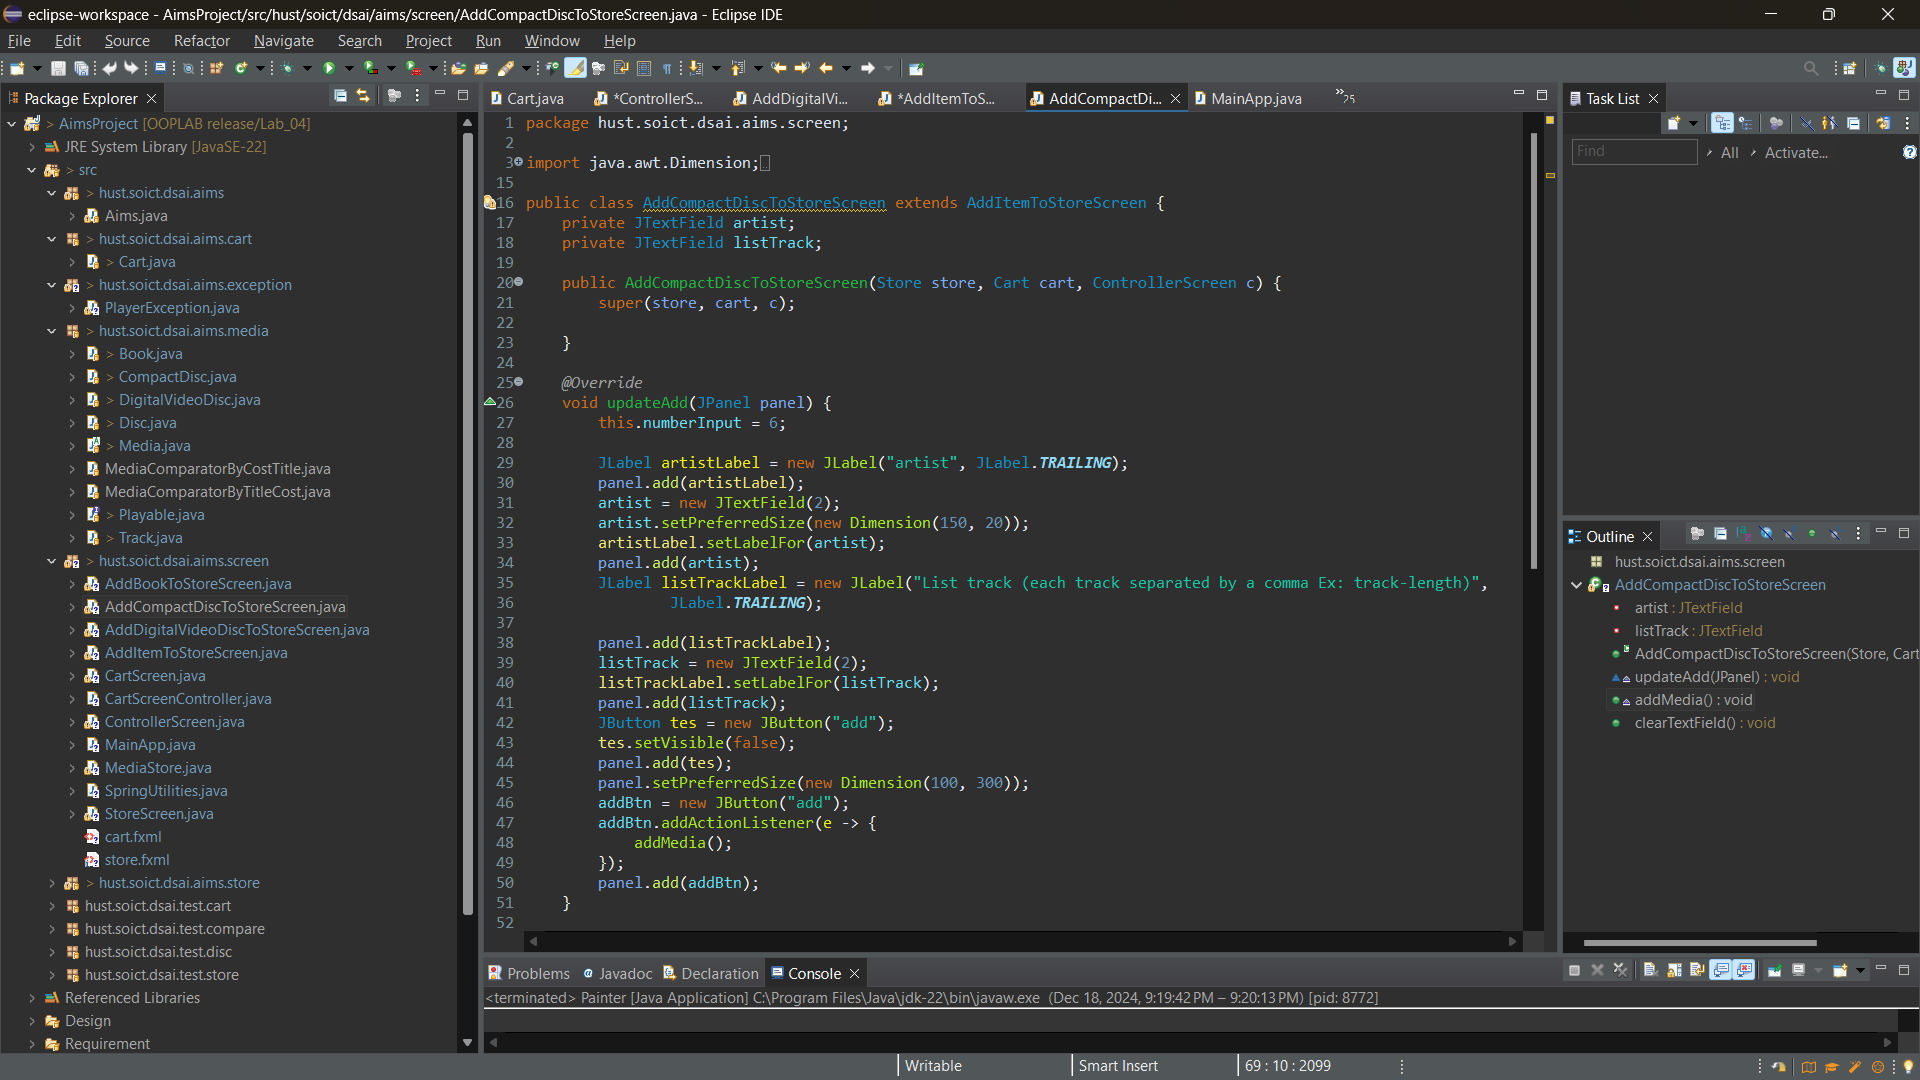 eclipse-workspace - AimsProject/src/hust/soict/dsai/aims/screen/AddCompactDiscToStoreScreen.java - Eclipse IDE
File Edit Source Refactor Navigate Search Project Run Window Help
Package Explorer
> AimsProject [OOPLAB release/Lab_04]
JRE System Library [JavaSE-22]
> src
> hust.soict.dsai.aims
Aims.java
> hust.soict.dsai.aims.cart
> Cart.java
> hust.soict.dsai.aims.exception
PlayerException.java
> hust.soict.dsai.aims.media
> Book.java
> CompactDisc.java
> DigitalVideoDisc.java
> Disc.java
> Media.java
MediaComparatorByCostTitle.java
MediaComparatorByTitleCost.java
> Playable.java
> Track.java
> hust.soict.dsai.aims.screen
AddBookToStoreScreen.java
AddCompactDiscToStoreScreen.java
AddDigitalVideoDiscToStoreScreen.java
AddItemToStoreScreen.java
CartScreen.java
CartScreenController.java
ControllerScreen.java
MainApp.java
MediaStore.java
SpringUtilities.java
StoreScreen.java
cart.fxml
store.fxml
> hust.soict.dsai.aims.store
hust.soict.dsai.test.cart
hust.soict.dsai.test.compare
hust.soict.dsai.test.disc
hust.soict.dsai.test.store
Referenced Libraries
Design
Requirement
Cart.java *ControllerS... AddDigitalVi... *AddItemToS... AddCompactDi... MainApp.java »25
1 package hust.soict.dsai.aims.screen;
2
3 import java.awt.Dimension;
15
16 public class AddCompactDiscToStoreScreen extends AddItemToStoreScreen {
17 private JTextField artist;
18 private JTextField listTrack;
19
20 public AddCompactDiscToStoreScreen(Store store, Cart cart, ControllerScreen c) {
21 super(store, cart, c);
22
23 }
24
25 @Override
26 void updateAdd(JPanel panel) {
27 this.numberInput = 6;
28
29 JLabel artistLabel = new JLabel("artist", JLabel.TRAILING);
30 panel.add(artistLabel);
31 artist = new JTextField(2);
32 artist.setPreferredSize(new Dimension(150, 20));
33 artistLabel.setLabelFor(artist);
34 panel.add(artist);
35 JLabel listTrackLabel = new JLabel("List track (each track separated by a comma Ex: track-length)",
36 JLabel.TRAILING);
37
38 panel.add(listTrackLabel);
39 listTrack = new JTextField(2);
40 listTrackLabel.setLabelFor(listTrack);
41 panel.add(listTrack);
42 JButton tes = new JButton("add");
43 tes.setVisible(false);
44 panel.add(tes);
45 panel.setPreferredSize(new Dimension(100, 300));
46 addBtn = new JButton("add");
47 addBtn.addActionListener(e -> {
48 addMedia();
49 });
50 panel.add(addBtn);
51 }
52
Task List
Find
All
Activate...
Outline
hust.soict.dsai.aims.screen
AddCompactDiscToStoreScreen
artist : JTextField
listTrack : JTextField
AddCompactDiscToStoreScreen(Store, Cart
updateAdd(JPanel) : void
addMedia() : void
clearTextField() : void
Problems Javadoc Declaration Console
<terminated> Painter [Java Application] C:\Program Files\Java\jdk-22\bin\javaw.exe (Dec 18, 2024, 9:19:42 PM – 9:20:13 PM) [pid: 8772]
Writable Smart Insert 69 : 10 : 2099